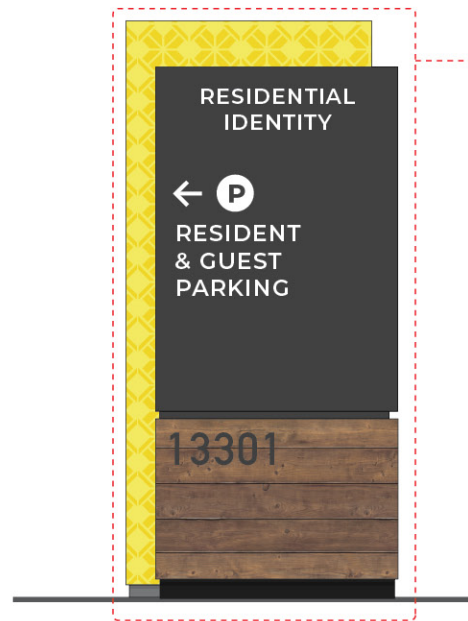 RESIDENTIAL
IDENTITY
← P
RESIDENT
& GUEST
PARKING
13301